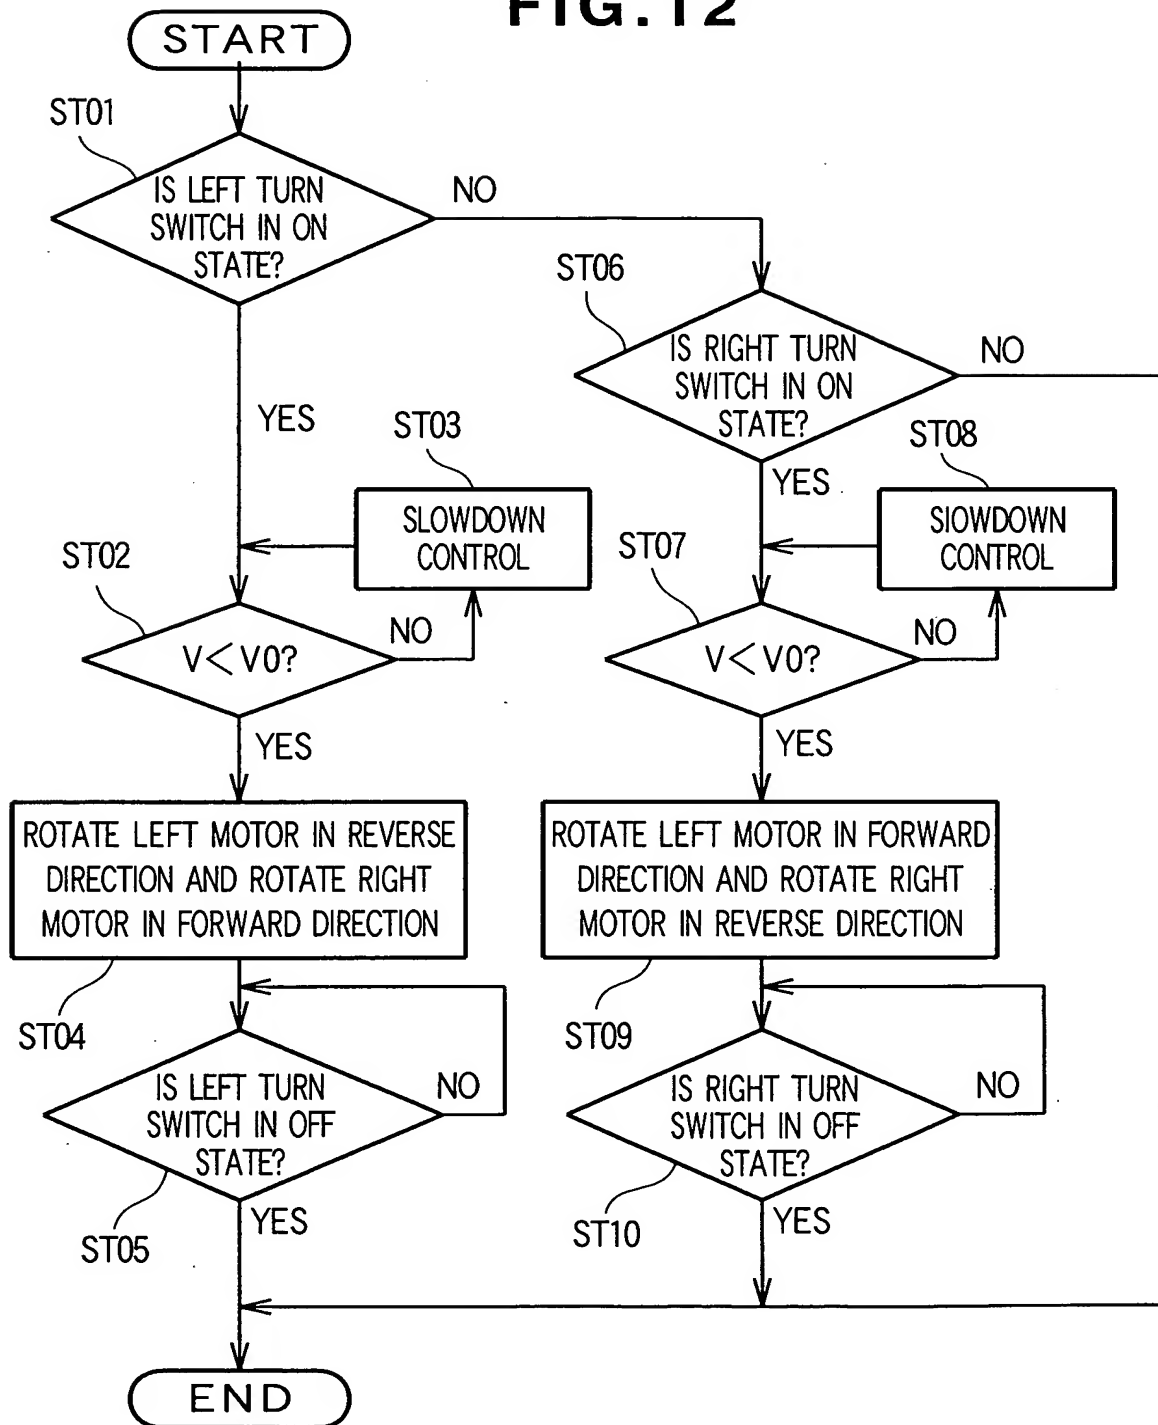 FIG.12
START
ST01
IS LEFT TURN
SWITCH IN ON
STATE?
NO
YES
ST06
IS RIGHT TURN
SWITCH IN ON
STATE?
NO
YES
ST03
SLOWDOWN
CONTROL
ST08
SIOWDOWN
CONTROL
ST02
V<V0?
NO
YES
ST07
V<V0?
NO
YES
ROTATE LEFT MOTOR IN REVERSE
DIRECTION AND ROTATE RIGHT
MOTOR IN FORWARD DIRECTION
ST04
ROTATE LEFT MOTOR IN FORWARD
DIRECTION AND ROTATE RIGHT
MOTOR IN REVERSE DIRECTION
ST09
IS LEFT TURN
SWITCH IN OFF
STATE?
NO
YES
ST05
IS RIGHT TURN
SWITCH IN OFF
STATE?
NO
YES
ST10
END